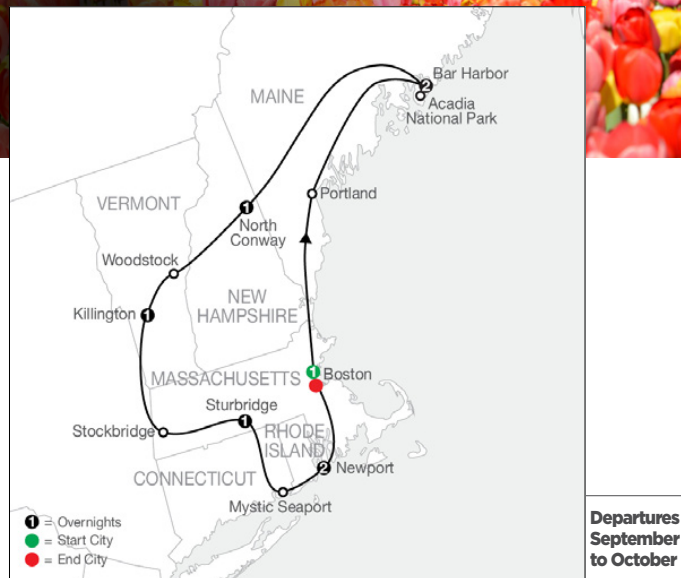 Bar Harbor
2
Acadia
National Park
MAINE
Portland
VERMONT
1
North
Conway
Woodstock
NEW
HAMPSHIRE
Killington
1
MASSACHUSETTS
1
Boston
Sturbridge
1
Stockbridge
RHODE
ISLAND
2
Newport
CONNECTICUT
Mystic Seaport
1 = Overnights
= Start City
= End City
Departures
September
to October